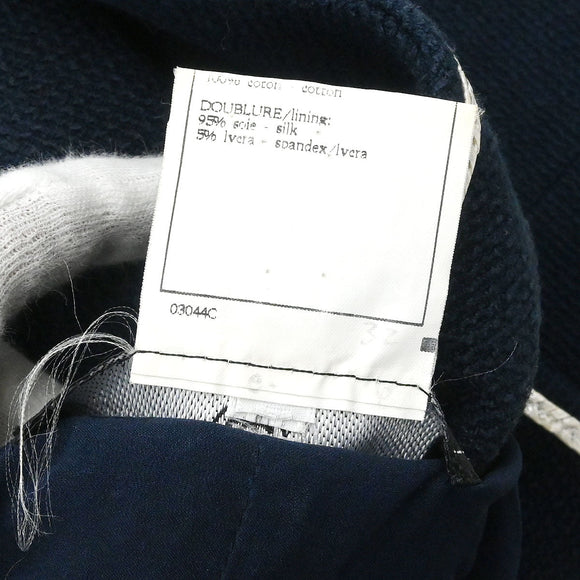 100% coton - cotton
DOUBLURE/lining:
95% soie - silk -
5% lycra - spandex/lycra
03044C